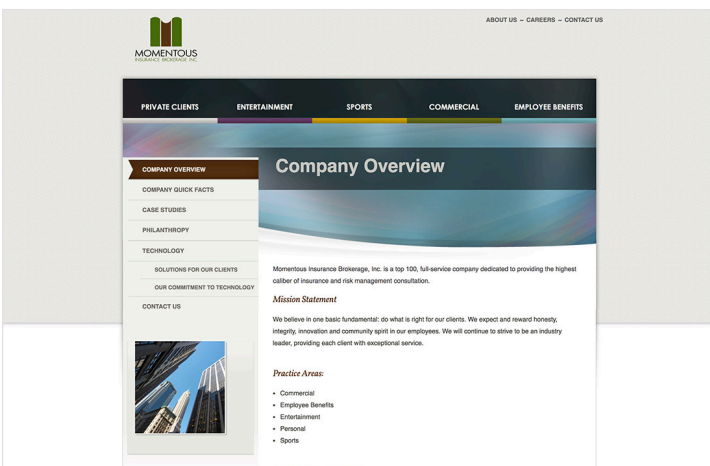 ABOUT US – CAREERS – CONTACT US
MOMENTOUS
INSURANCE BROKERAGE INC
PRIVATE CLIENTS
ENTERTAINMENT
SPORTS
COMMERCIAL
EMPLOYEE BENEFITS
Company Overview
COMPANY OVERVIEW
COMPANY QUICK FACTS
CASE STUDIES
PHILANTHROPY
TECHNOLOGY
SOLUTIONS FOR OUR CLIENTS
OUR COMMITMENT TO TECHNOLOGY
CONTACT US
Momentous Insurance Brokerage, Inc. is a top 100, full-service company dedicated to providing the highest
caliber of insurance and risk management consultation.
Mission Statement
We believe in one basic fundamental: do what is right for our clients. We expect and reward honesty,
integrity, innovation and community spirit in our employees. We will continue to strive to be an industry
leader, providing each client with exceptional service.
Practice Areas:
• Commercial
• Employee Benefits
• Entertainment
• Personal
• Sports